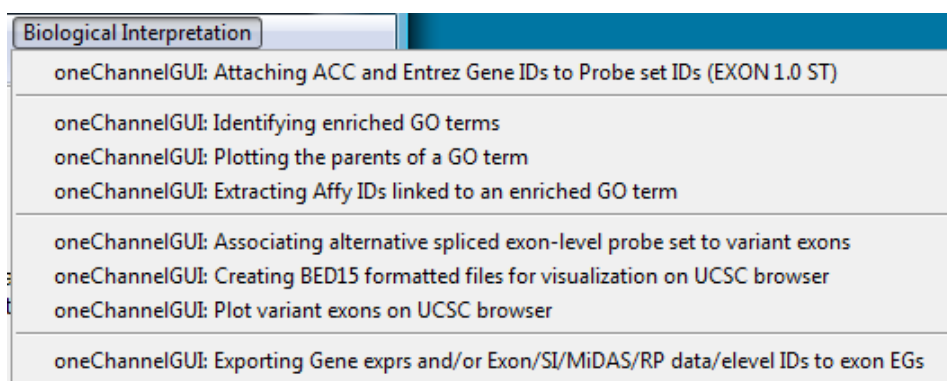 Biological Interpretation
oneChannelGUI: Attaching ACC and Entrez Gene IDs to Probe set IDs (EXON 1.0 ST)
oneChannelGUI: Identifying enriched GO terms
oneChannelGUI: Plotting the parents of a GO term
oneChannelGUI: Extracting Affy IDs linked to an enriched GO term
oneChannelGUI: Associating alternative spliced exon-level probe set to variant exons
oneChannelGUI: Creating BED15 formatted files for visualization on UCSC browser
oneChannelGUI: Plot variant exons on UCSC browser
oneChannelGUI: Exporting Gene exprs and/or Exon/SI/MiDAS/RP data/elevel IDs to exon EGs